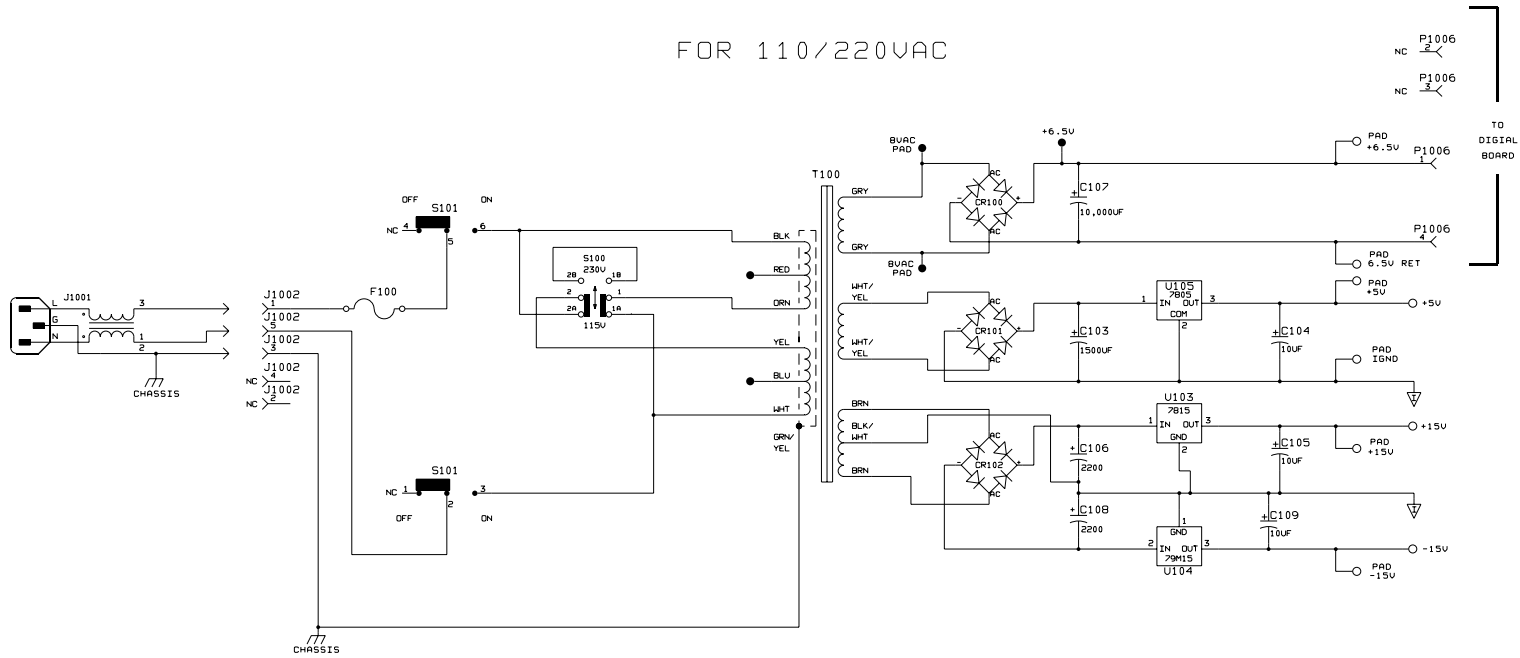 FOR 110/220VAC
P1006
NC 2
P1006
NC 3
TO
DIGIAL
BOARD
+6.5V
PAD
+6.5V
P1006
1
8VAC
PAD
T100
GRY
AC
- CR100 +
AC
+ C107
10,000UF
P1006
4
GRY
8VAC
PAD
PAD
6.5V RET
OFF ON
S101
NC 4 5 6
BLK
RED
ORN
S100
230V
2B 1B
2 1
2A 1A
115V
YEL
BLU
WHT
GRN/
YEL
WHT/
YEL
WHT/
YEL
AC
- CR101 +
AC
+ C103
1500UF
U105
7805
1 IN OUT 3
COM
2
+ C104
10UF
PAD
+5V
+5V
PAD
IGND
I
J1001
L
G
N
3
1
2
CHASSIS
J1002
1
J1002
5
J1002
3
J1002
NC 4
J1002
NC 2
F100
S101
NC 1 2 3
OFF ON
BRN
BLK/
WHT
BRN
AC
- CR102 +
AC
+ C106
2200
+ C108
2200
U103
7815
1 IN OUT 3
GND
2
+ C105
10UF
+15V
PAD
+15V
I
1
GND
2 IN OUT 3
79M15
U104
+ C109
10UF
-15V
PAD
-15V
CHASSIS